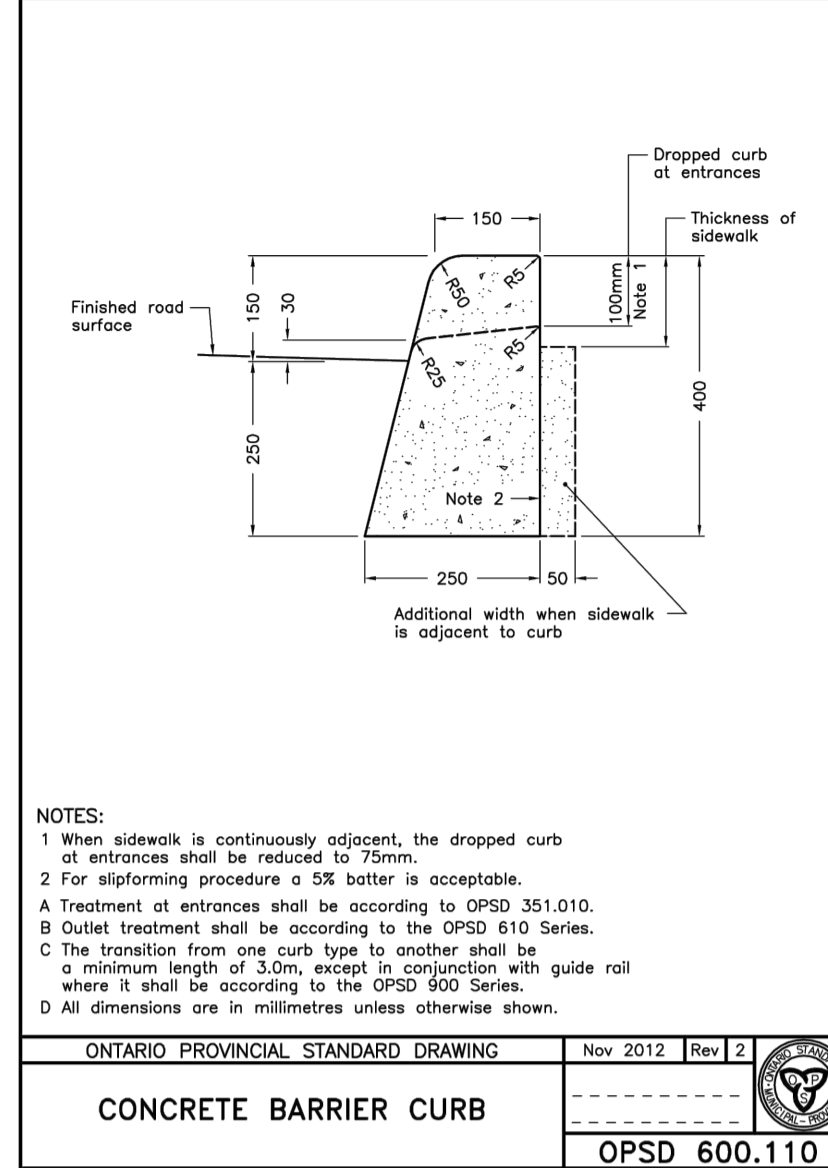 Dropped curb
at entrances
150
Thickness of
sidewalk
R50
R5
100mm
Note 1
150
30
Finished road
surface
R5
R25
400
250
Note 2
250
50
Additional width when sidewalk
is adjacent to curb
NOTES:
1 When sidewalk is continuously adjacent, the dropped curb
at entrances shall be reduced to 75mm.
2 For slipforming procedure a 5% batter is acceptable.
A Treatment at entrances shall be according to OPSD 351.010.
B Outlet treatment shall be according to the OPSD 610 Series.
C The transition from one curb type to another shall be
a minimum length of 3.0m, except in conjunction with guide rail
where it shall be according to the OPSD 900 Series.
D All dimensions are in millimetres unless otherwise shown.
ONTARIO PROVINCIAL STANDARD DRAWING
Nov 2012 Rev 2
CONCRETE BARRIER CURB
OPS
OPSD 600.110